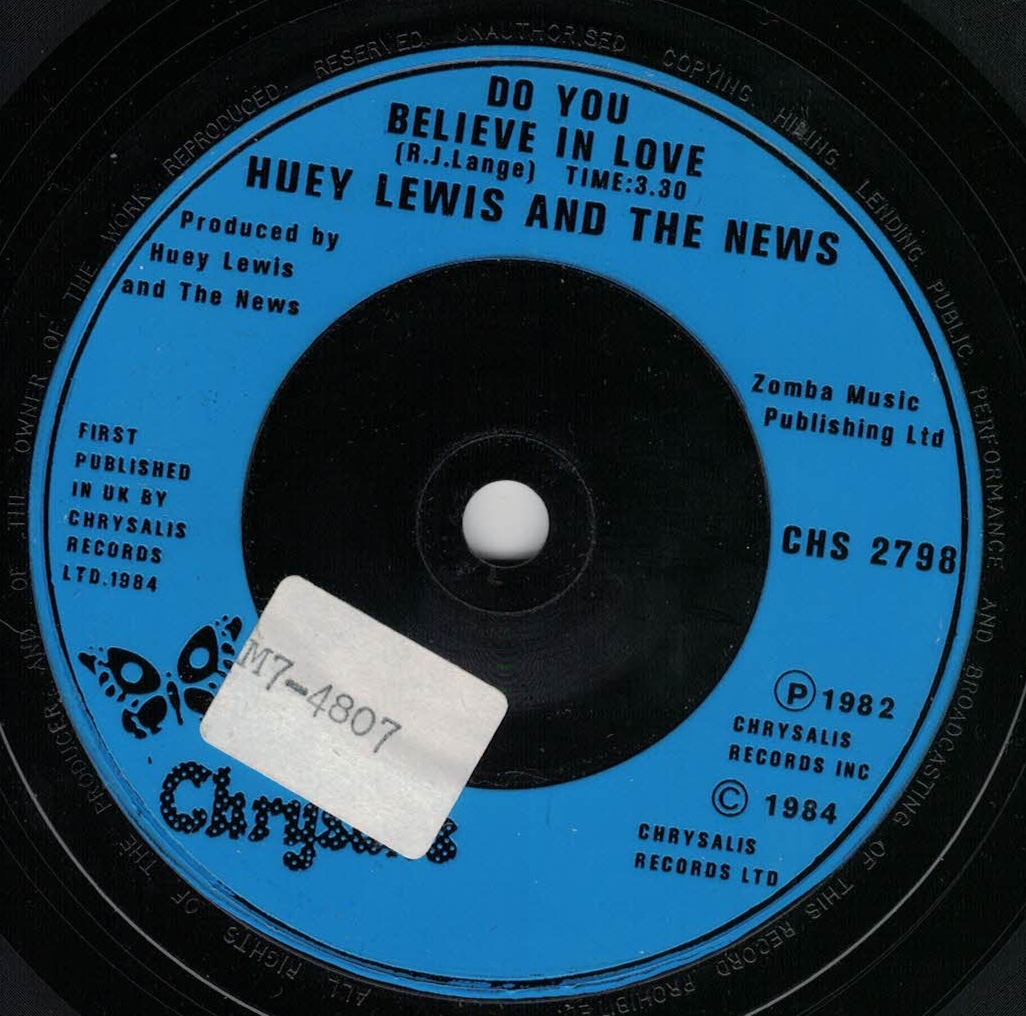 DO YOU
BELIEVE IN LOVE
(R.J.Lange) TIME:3.30
HUEY LEWIS AND THE NEWS
Produced by
Huey Lewis
and The News
Zomba Music
Publishing Ltd
FIRST
PUBLISHED
IN UK BY
CHRYSALIS
RECORDS
LTD.1984
CHS 2798
M7-4807
Ⓟ 1982
CHRYSALIS
RECORDS INC
© 1984
CHRYSALIS
RECORDS LTD
Chrysalis
ALL RIGHTS OF THE PRODUCER AND OF THE OWNER OF THE WORK REPRODUCED RESERVED UNAUTHORISED COPYING HIRING LENDING PUBLIC PERFORMANCE AND BROADCASTING OF THIS RECORD PROHIBITED